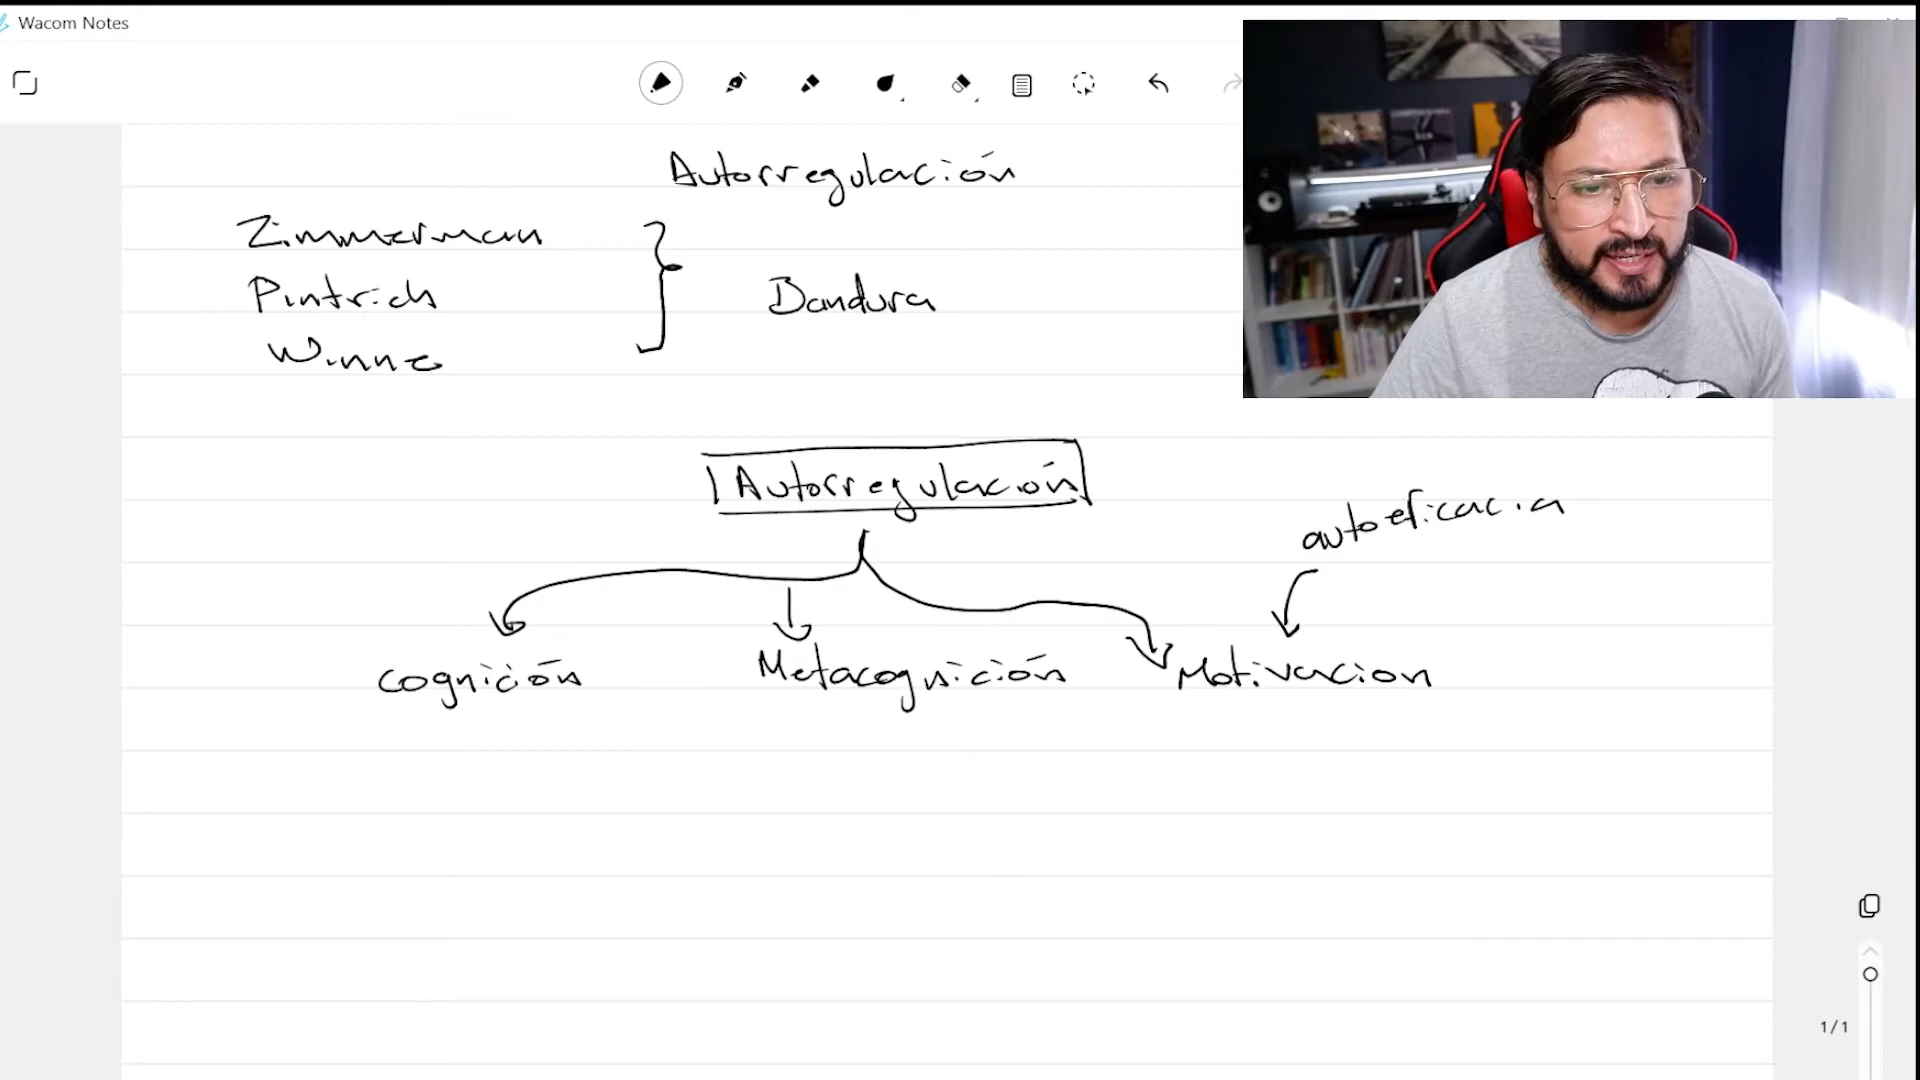 Wacom Notes
Autorregulación
Zimmerman
Pintrich
Bandura
Winne
Autorregulación
autoeficacia
cognición
Metacognición
Motivacion
1/1